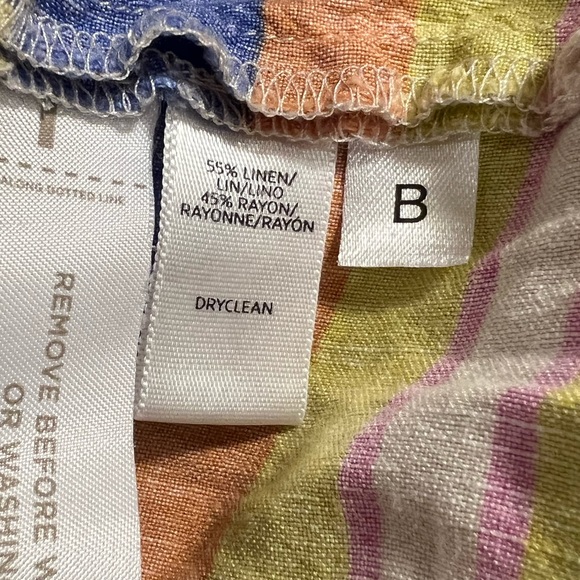 55% LINEN/
LIN/LINO
45% RAYON/
RAYONNE/RAYÓN
DRYCLEAN
B
ALONG DOTTED LINE
REMOVE BEFORE W
OR WASHIN